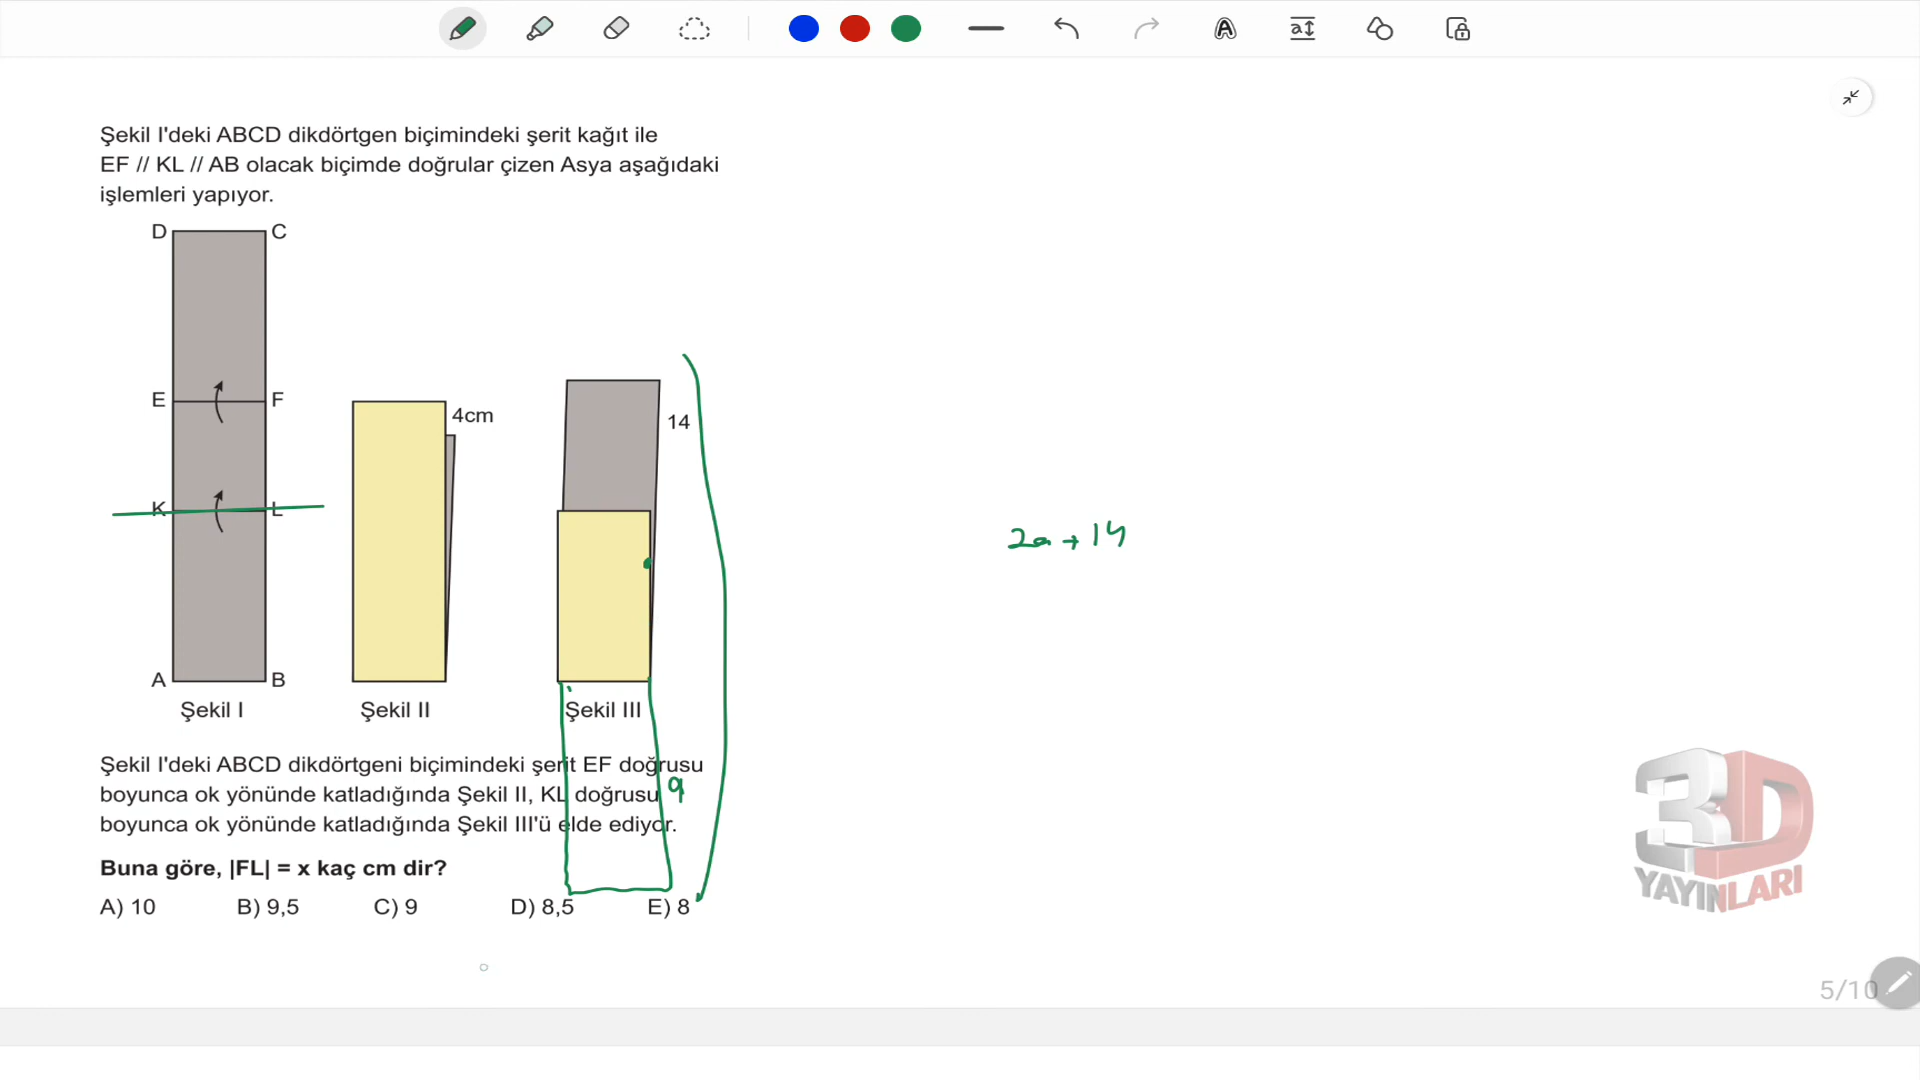 Şekil I'deki ABCD dikdörtgen biçimindeki şerit kağıt ile
EF // KL // AB olacak biçimde doğrular çizen Asya aşağıdaki
işlemleri yapıyor.
D
C
E
F
4cm
14
K
L
2a + 14
A
B
Şekil I
Şekil II
Şekil III
Şekil I'deki ABCD dikdörtgeni biçimindeki şerit EF doğrusu
boyunca ok yönünde katladığında Şekil II, KL doğrusu
a
boyunca ok yönünde katladığında Şekil III'ü elde ediyor.
Buna göre, |FL| = x kaç cm dir?
A) 10 B) 9,5 C) 9 D) 8,5 E) 8
3D
YAYINLARI
5/10